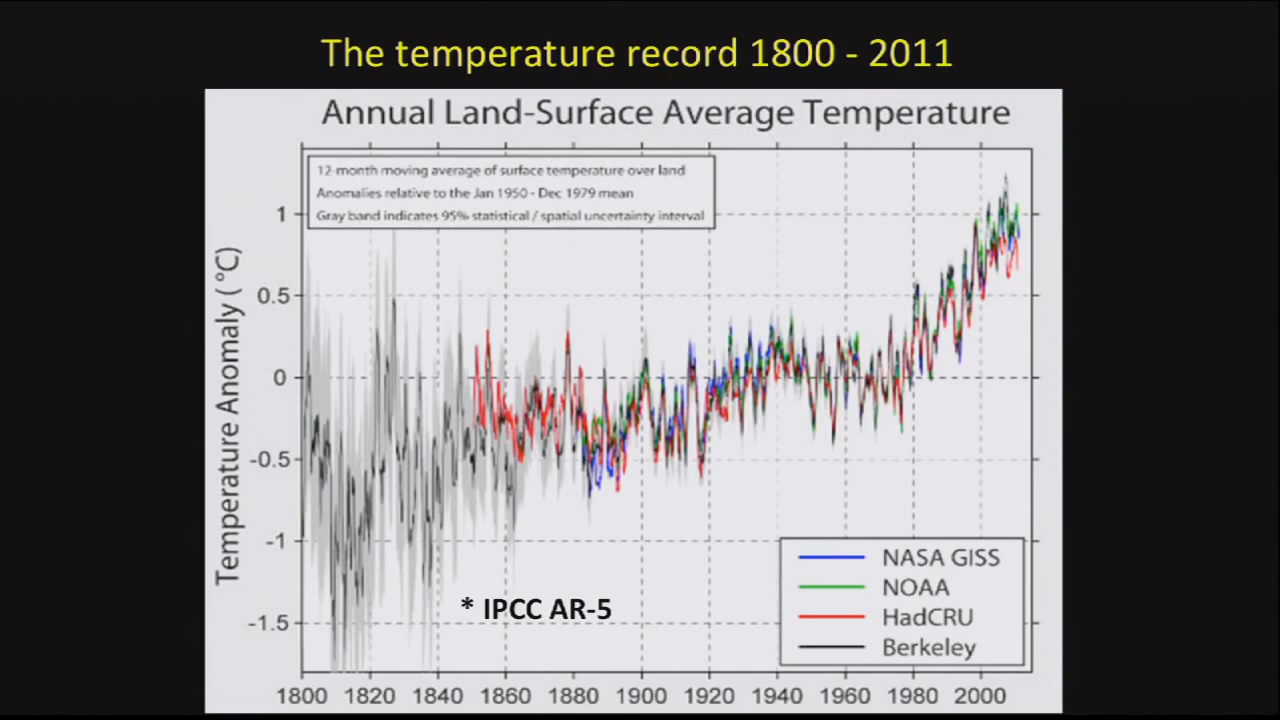 The temperature record 1800 - 2011
Annual Land-Surface Average Temperature
12-month moving average of surface temperature over land
Anomalies relative to the Jan 1950 - Dec 1979 mean
Gray band indicates 95% statistical / spatial uncertainty interval
Temperature Anomaly ( °C)
1
0.5
0
-0.5
-1
-1.5
NASA GISS
NOAA
HadCRU
Berkeley
* IPCC AR-5
1800 1820 1840 1860 1880 1900 1920 1940 1960 1980 2000